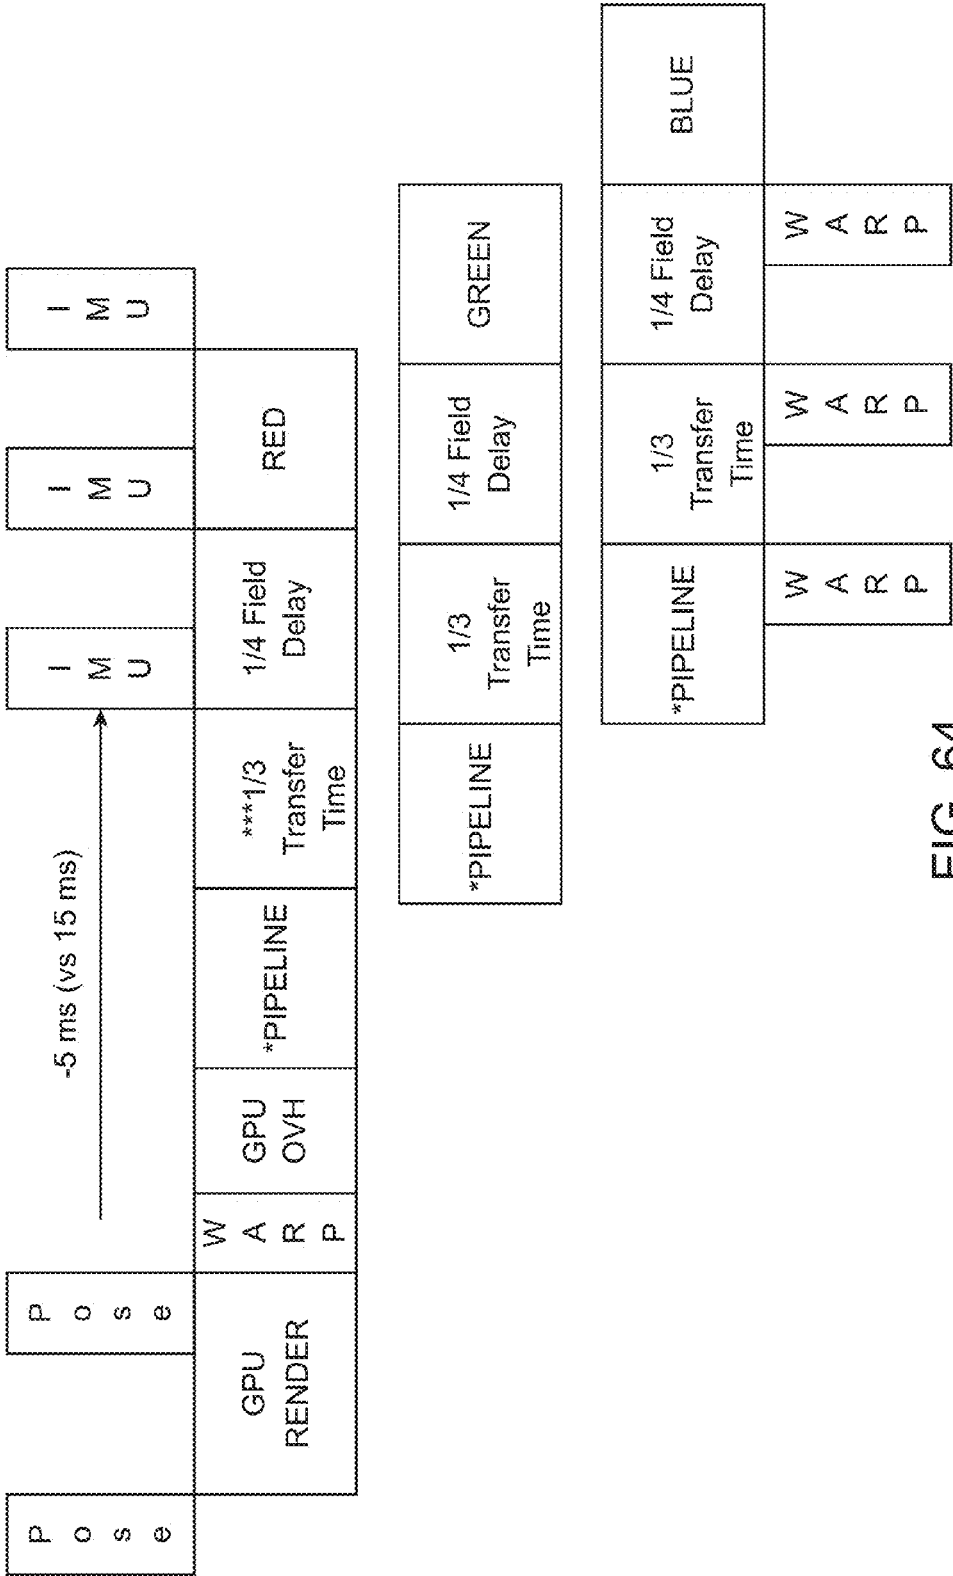 P
o
s
e
P
o
s
e
-5 ms (vs 15 ms)
I
M
U
I
M
U
I
M
U
GPU
RENDER
W
A
R
P
GPU
OVH
*PIPELINE
***1/3
Transfer
Time
1/4 Field
Delay
RED
*PIPELINE
1/3
Transfer
Time
1/4 Field
Delay
GREEN
*PIPELINE
1/3
Transfer
Time
1/4 Field
Delay
BLUE
W
A
R
P
W
A
R
P
W
A
R
P
FIG. 64